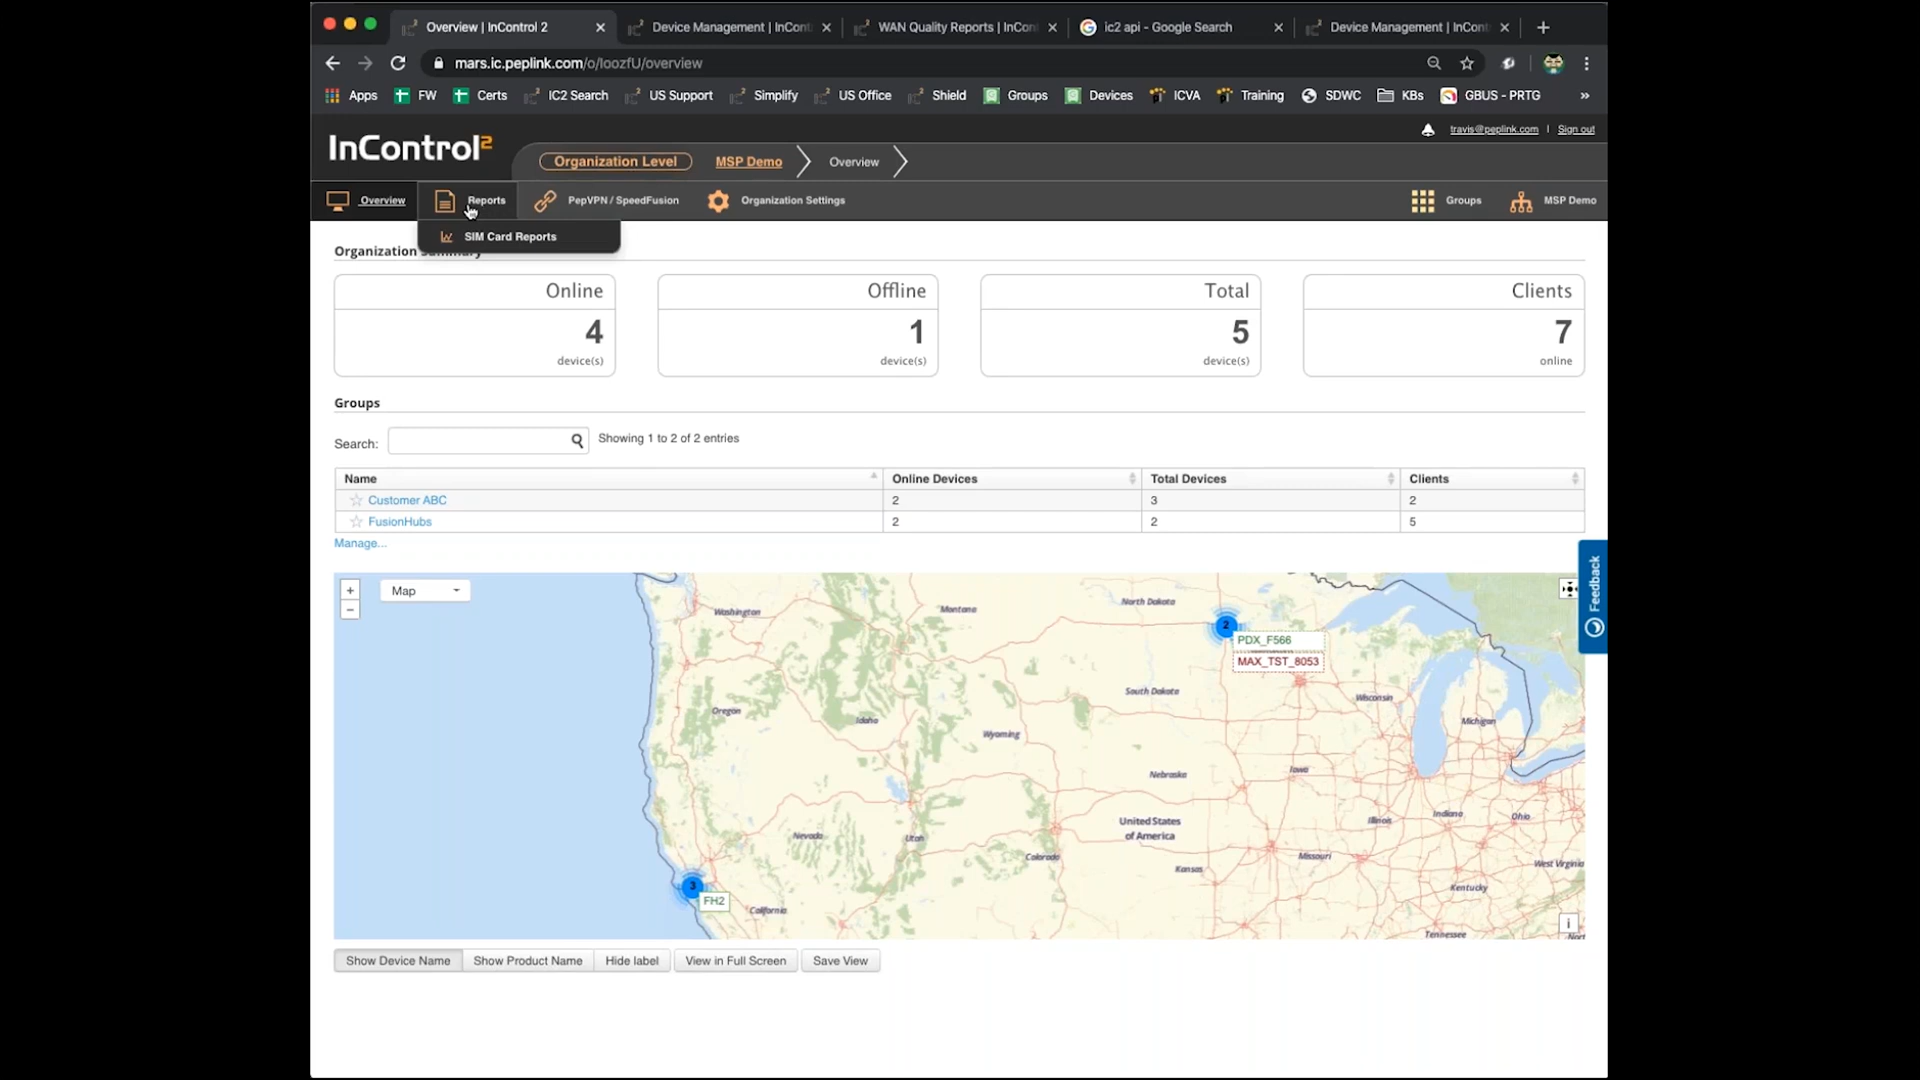 Overview | InControl 2
Device Management | InCont
WAN Quality Reports | InCon
ic2 api - Google Search
Device Management | InCont
mars.ic.peplink.com/o/IoozfU/overview
Apps FW Certs IC2 Search US Support Simplify US Office Shield Groups Devices ICVA Training SDWC KBs GBUS - PRTG »
travis@peplink.com | Sign out
InControl2
Organization Level MSP Demo Overview
Overview Reports PepVPN / SpeedFusion Organization Settings Groups MSP Demo
SIM Card Reports
Organization Summary
Online Offline Total Clients
4 1 5 7
device(s) device(s) device(s) online
Groups
Search: Showing 1 to 2 of 2 entries
Name Online Devices Total Devices Clients
Customer ABC 2 3 2
FusionHubs 2 2 5
Manage...
+
Map
−
Washington
Montana
North Dakota
2
PDX_F566
MAX_TST_8053
South Dakota
Wisconsin
Oregon
Idaho
Michigan
Wyoming
Nebraska
Iowa
United States
of America
Illinois
Indiana
Ohio
Nevada
Utah
Colorado
Missouri
Kansas
West Virginia
Kentucky
3
FH2
California
Tennessee
Nort
i
Feedback
Show Device Name Show Product Name Hide label View in Full Screen Save View